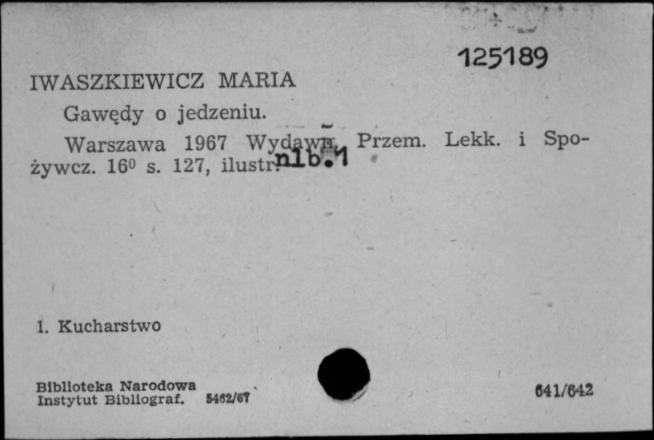 125189
IWASZKIEWICZ MARIA
Gawędy o jedzeniu.
Warszawa 1967 Wydawn. Przem. Lekk. i Spo-
żywcz. 16⁰ s. 127, ilustr. nlb.1
1. Kucharstwo
Biblioteka Narodowa
Instytut Bibliograf. 5462/67
641/642